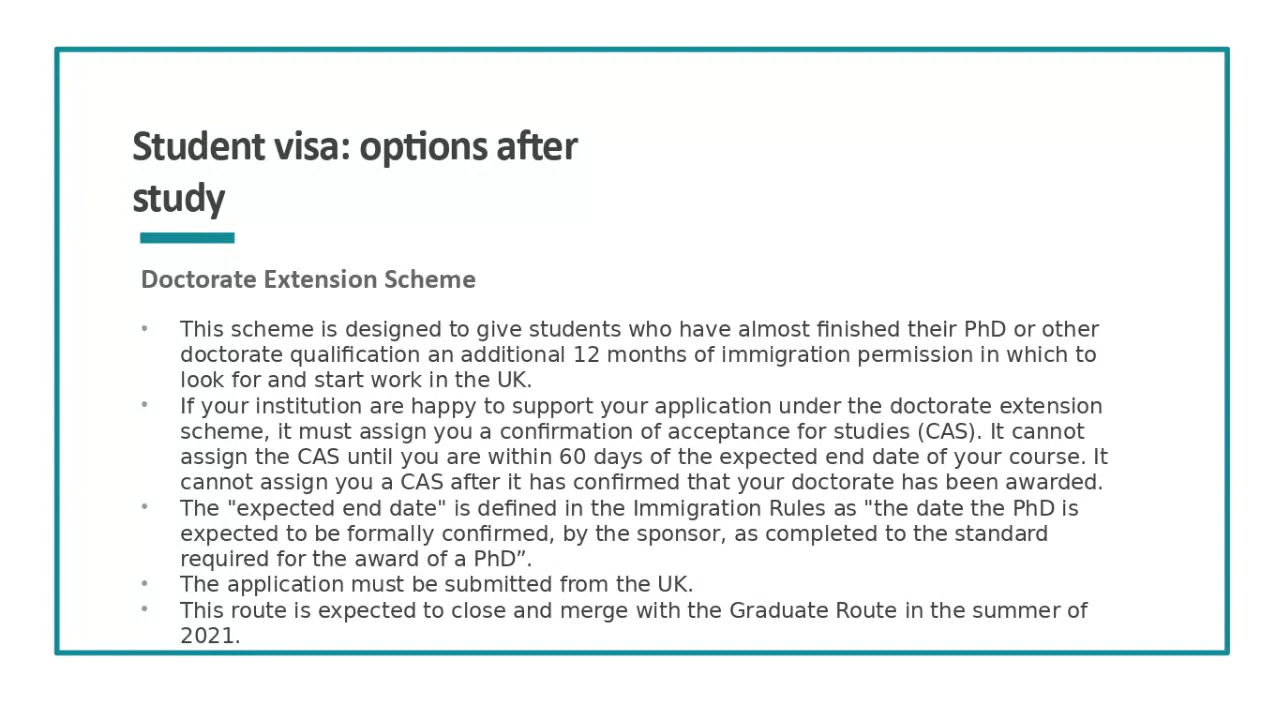 Student visa: options after
study
Doctorate Extension Scheme
• This scheme is designed to give students who have almost finished their PhD or other
doctorate qualification an additional 12 months of immigration permission in which to
look for and start work in the UK.
• If your institution are happy to support your application under the doctorate extension
scheme, it must assign you a confirmation of acceptance for studies (CAS). It cannot
assign the CAS until you are within 60 days of the expected end date of your course. It
cannot assign you a CAS after it has confirmed that your doctorate has been awarded.
• The "expected end date" is defined in the Immigration Rules as "the date the PhD is
expected to be formally confirmed, by the sponsor, as completed to the standard
required for the award of a PhD”.
• The application must be submitted from the UK.
• This route is expected to close and merge with the Graduate Route in the summer of
2021.